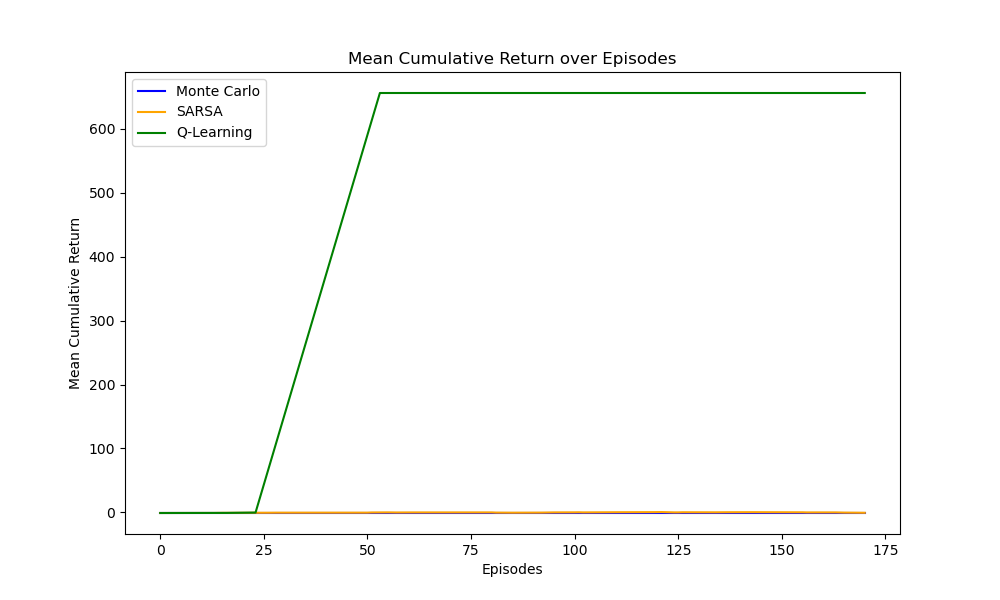 Mean Cumulative Return over Episodes
Monte Carlo
SARSA
Q-Learning
Mean Cumulative Return
600
500
400
300
200
100
0
0 25 50 75 100 125 150 175
Episodes